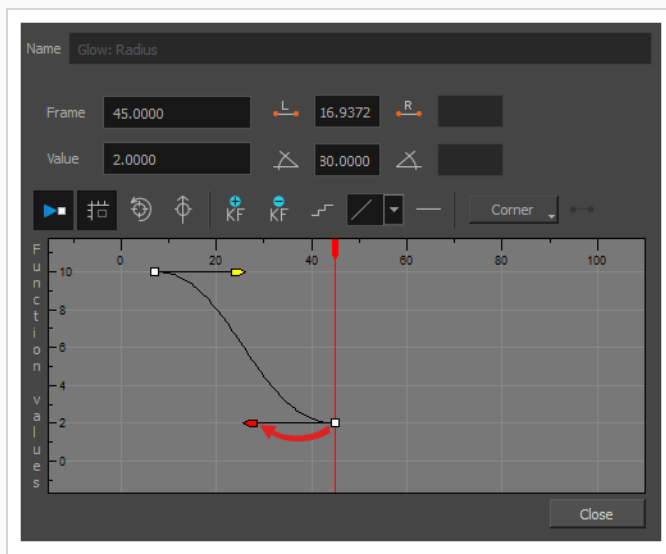 Name Glow: Radius
Frame 45.0000 L 16.9372 R
Value 2.0000 30.0000
KF KF Corner
Function values
0 20 40 60 80 100
10
8
6
4
2
0
Close